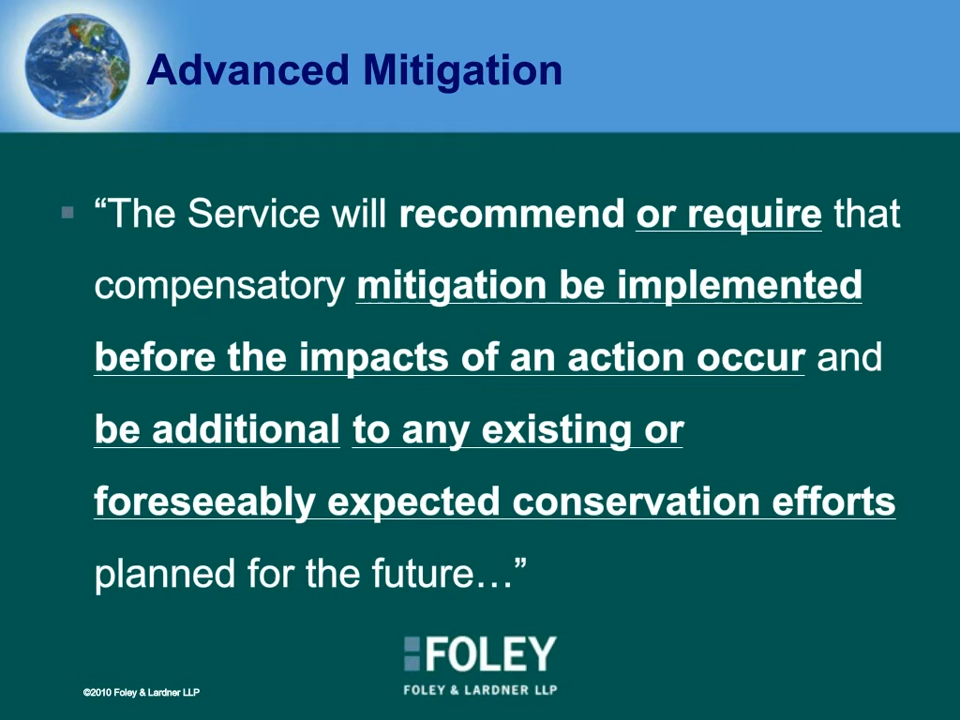 Advanced Mitigation
▪ “The Service will recommend or require that
compensatory mitigation be implemented
before the impacts of an action occur and
be additional to any existing or
foreseeably expected conservation efforts
planned for the future…”
FOLEY
FOLEY & LARDNER LLP
©2010 Foley & Lardner LLP